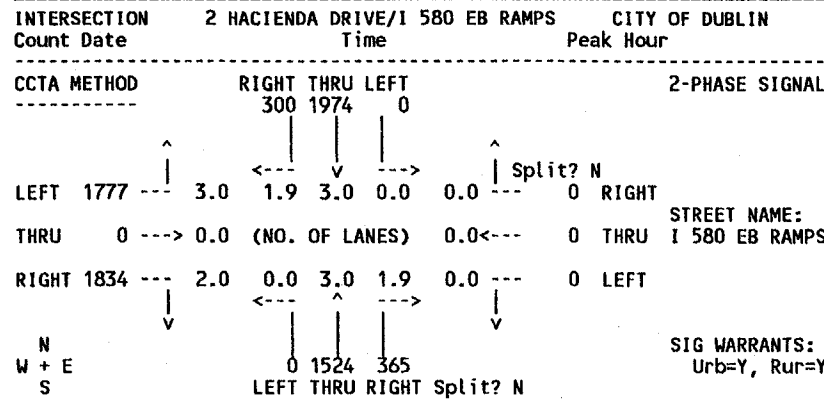 INTERSECTION 2 HACIENDA DRIVE/I 580 EB RAMPS CITY OF DUBLIN
Count Date Time Peak Hour
CCTA METHOD RIGHT THRU LEFT 2-PHASE SIGNAL
----------- 300 1974 0
^ ^
<--- v ---> Split? N
LEFT 1777 --- 3.0 1.9 3.0 0.0 0.0 --- 0 RIGHT
STREET NAME:
THRU 0 ---> 0.0 (NO. OF LANES) 0.0<--- 0 THRU I 580 EB RAMPS
RIGHT 1834 --- 2.0 0.0 3.0 1.9 0.0 --- 0 LEFT
<--- ^ --->
v v
N SIG WARRANTS:
W + E 0 1524 365 Urb=Y, Rur=Y
S LEFT THRU RIGHT Split? N